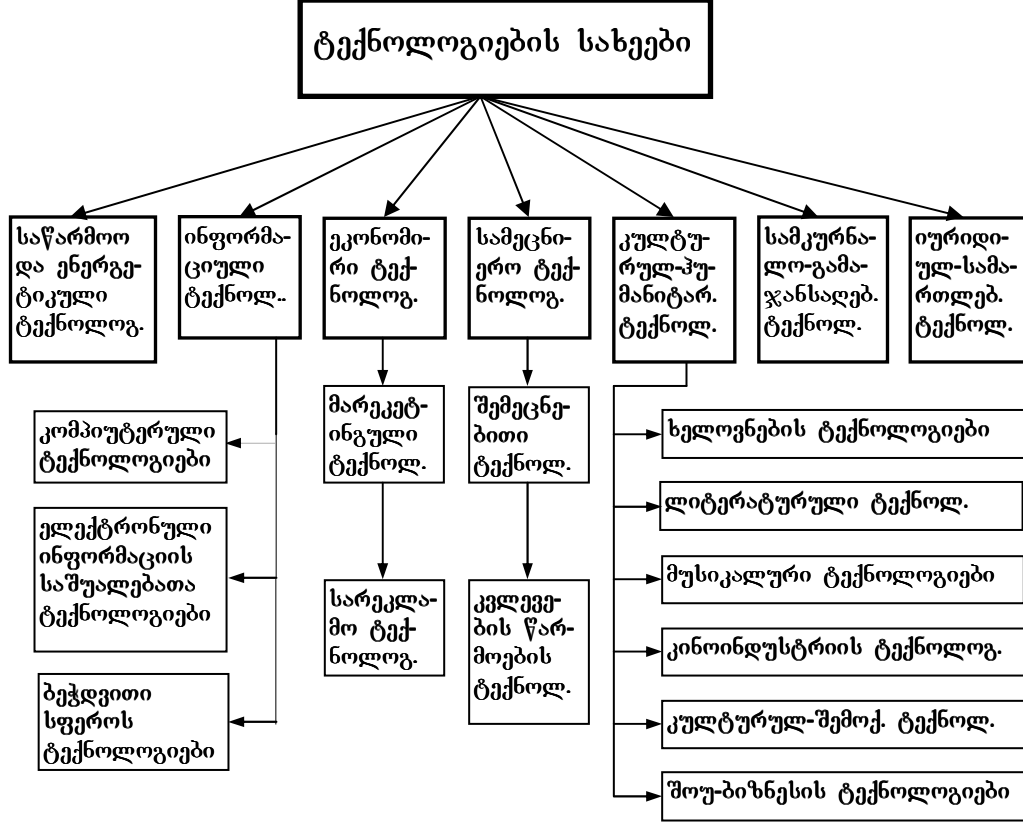 ტექნოლოგიების სახეები
საწარმოო
და ენერგე-
ტიკული
ტექნოლოგ.
ინფორმა-
ციული
ტექნოლ..
ეკონომი-
რი ტექ-
ნოლოგ.
სამეცნი-
ერო ტექ-
ნოლოგ.
კულტუ-
რულ-ჰუ-
მანიტარ.
ტექნოლ.
სამკურნა-
ლო-გამა-
ჯანსაღებ.
ტექნოლ.
იურიდი-
ულ-სამა-
რთლებ.
ტექნოლ.
კომპიუტერული
ტექნოლოგიები
ელექტრონული
ინფორმაციის
საშუალებათა
ტექნოლოგიები
ბეჭდვითი
სფეროს
ტექნოლოგიები
მარეკეტ-
ინგული
ტექნოლ.
სარეკლა-
მო ტექ-
ნოლოგ.
შემეცნე-
ბითი
ტექნოლ.
კვლევე-
ბის წარ-
მოების
ტექნოლ.
ხელოვნების ტექნოლოგიები
ლიტერატურული ტექნოლ.
მუსიკალური ტექნოლოგიები
კინოინდუსტრიის ტექნოლოგ.
კულტურულ-შემოქ. ტექნოლ.
შოუ-ბიზნესის ტექნოლოგიები